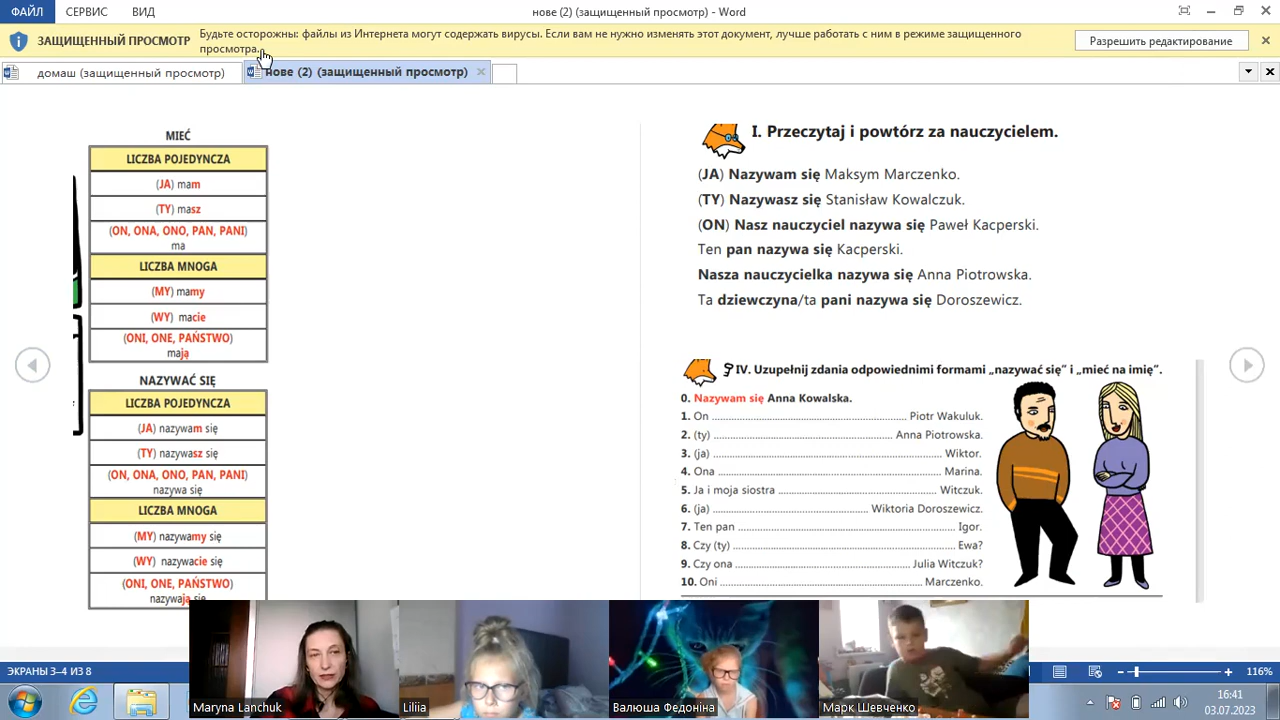 ФАЙЛ СЕРВИС ВИД
нове (2) (защищенный просмотр) - Word
ЗАЩИЩЕННЫЙ ПРОСМОТР
Будьте осторожны: файлы из Интернета могут содержать вирусы. Если вам не нужно изменять этот документ, лучше работать с ним в режиме защищенного
просмотра.
Разрешить редактирование
домаш (защищенный просмотр)
нове (2) (защищенный просмотр)
MIEĆ
LICZBA POJEDYNCZA
(JA) mam
(TY) masz
(ON, ONA, ONO, PAN, PANI)
ma
LICZBA MNOGA
(MY) mamy
(WY) macie
(ONI, ONE, PAŃSTWO)
mają
NAZYWAĆ SIĘ
LICZBA POJEDYNCZA
(JA) nazywam się
(TY) nazywasz się
(ON, ONA, ONO, PAN, PANI)
nazywa się
LICZBA MNOGA
(MY) nazywamy się
(WY) nazywacie się
(ONI, ONE, PAŃSTWO)
nazywają się
I. Przeczytaj i powtórz za nauczycielem.
(JA) Nazywam się Maksym Marczenko.
(TY) Nazywasz się Stanisław Kowalczuk.
(ON) Nasz nauczyciel nazywa się Paweł Kacperski.
Ten pan nazywa się Kacperski.
Nasza nauczycielka nazywa się Anna Piotrowska.
Ta dziewczyna/ta pani nazywa się Doroszewicz.
IV. Uzupełnij zdania odpowiednimi formami „nazywać się" i „mieć na imię".
0. Nazywam się Anna Kowalska.
1. On ........................ Piotr Wakuluk.
2. (ty) ........................ Anna Piotrowska.
3. (ja) ........................ Wiktor.
4. Ona ........................ Marina.
5. Ja i moja siostra ........................ Witczuk.
6. (ja) ........................ Wiktoria Doroszewicz.
7. Ten pan ........................ Igor.
8. Czy (ty) ........................ Ewa?
9. Czy ona ........................ Julia Witczuk?
10. Oni ........................ Marczenko.
Maryna Lanchuk
Liliia
Валюша Федоніна
Марк Шевченко
ЭКРАНЫ 3–4 ИЗ 8
116%
16:41
03.07.2023